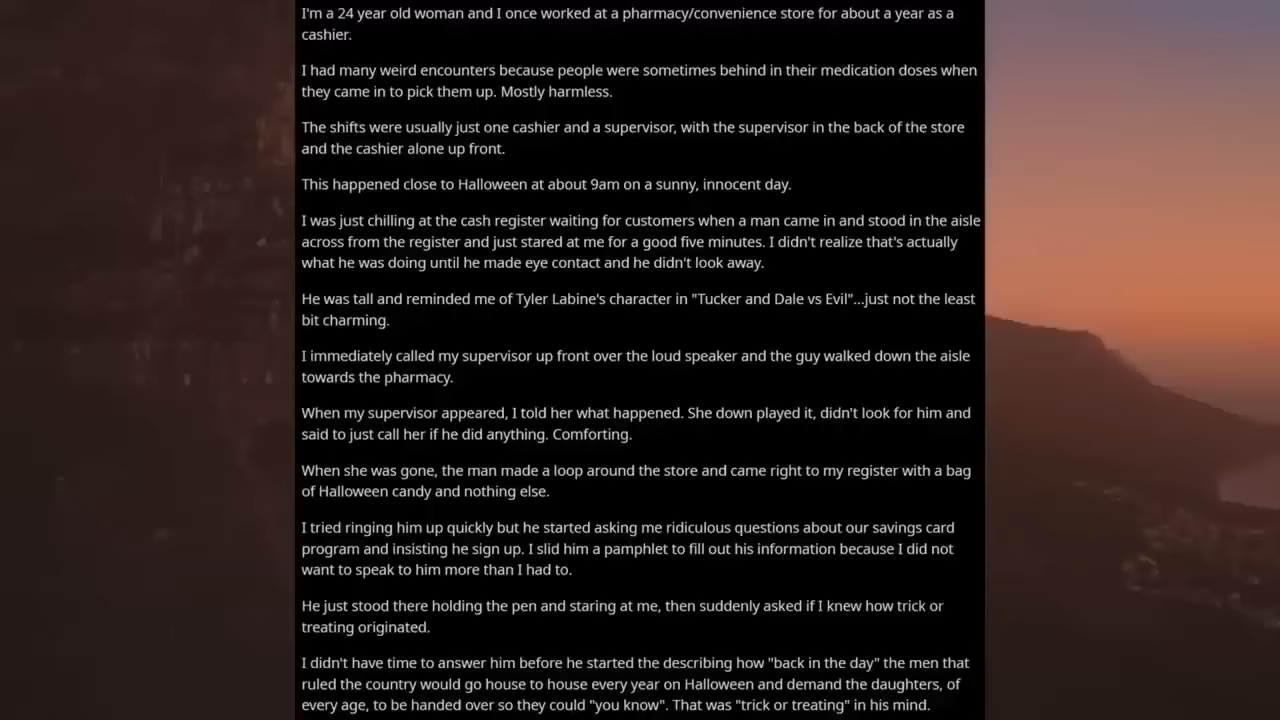 I'm a 24 year old woman and I once worked at a pharmacy/convenience store for about a year as a
cashier.
I had many weird encounters because people were sometimes behind in their medication doses when
they came in to pick them up. Mostly harmless.
The shifts were usually just one cashier and a supervisor, with the supervisor in the back of the store
and the cashier alone up front.
This happened close to Halloween at about 9am on a sunny, innocent day.
I was just chilling at the cash register waiting for customers when a man came in and stood in the aisle
across from the register and just stared at me for a good five minutes. I didn't realize that's actually
what he was doing until he made eye contact and he didn't look away.
He was tall and reminded me of Tyler Labine's character in "Tucker and Dale vs Evil"...just not the least
bit charming.
I immediately called my supervisor up front over the loud speaker and the guy walked down the aisle
towards the pharmacy.
When my supervisor appeared, I told her what happened. She down played it, didn't look for him and
said to just call her if he did anything. Comforting.
When she was gone, the man made a loop around the store and came right to my register with a bag
of Halloween candy and nothing else.
I tried ringing him up quickly but he started asking me ridiculous questions about our savings card
program and insisting he sign up. I slid him a pamphlet to fill out his information because I did not
want to speak to him more than I had to.
He just stood there holding the pen and staring at me, then suddenly asked if I knew how trick or
treating originated.
I didn't have time to answer him before he started the describing how "back in the day" the men that
ruled the country would go house to house every year on Halloween and demand the daughters, of
every age, to be handed over so they could "you know". That was "trick or treating" in his mind.